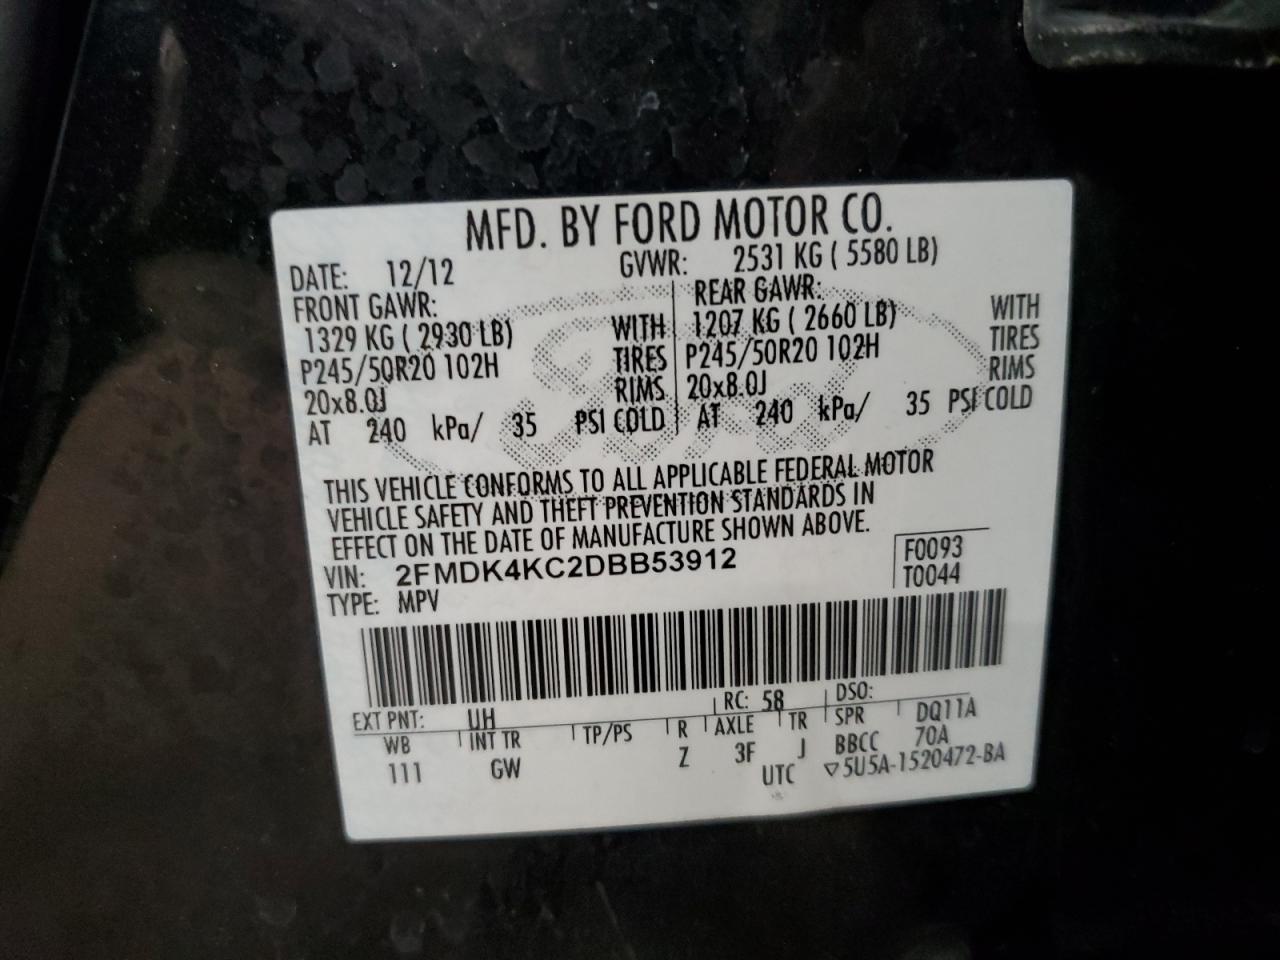 MFD. BY FORD MOTOR CO.
DATE: 12/12 GVWR: 2531 KG ( 5580 LB)
FRONT GAWR: REAR GAWR:
1329 KG ( 2930 LB) WITH 1207 KG ( 2660 LB) WITH
P245/50R20 102H TIRES P245/50R20 102H TIRES
20x8.0J RIMS 20x8.0J RIMS
AT 240 kPa/ 35 PSI COLD AT 240 kPa/ 35 PSI COLD
THIS VEHICLE CONFORMS TO ALL APPLICABLE FEDERAL MOTOR
VEHICLE SAFETY AND THEFT PREVENTION STANDARDS IN
EFFECT ON THE DATE OF MANUFACTURE SHOWN ABOVE.
VIN: 2FMDK4KC2DBB53912 F0093
TYPE: MPV T0044
EXT PNT: UH RC: 58 DSO:
WB INT TR TP/PS R AXLE TR SPR DQ11A
111 GW Z 3F J BBCC 70A
UTC ▽5U5A-1520472-BA